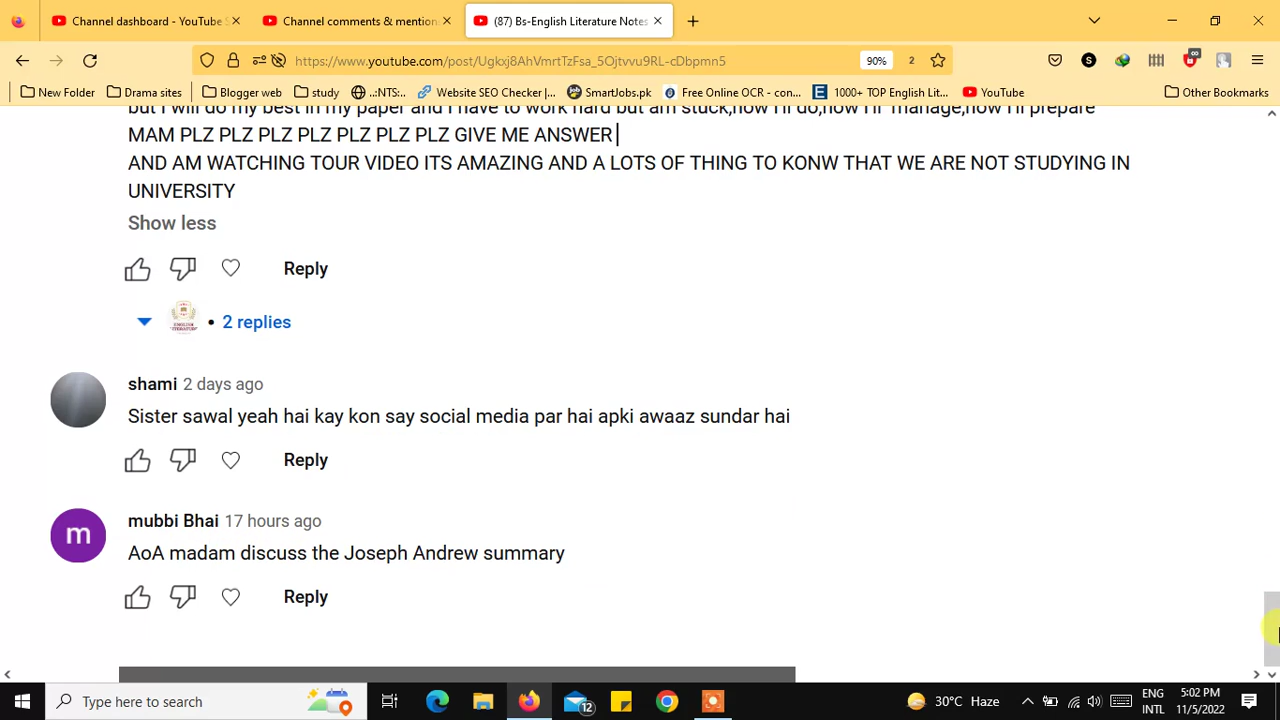 Channel dashboard - YouTube S
Channel comments & mention
(87) Bs-English Literature Notes
https://www.youtube.com/post/Ugkxj8AhVmrtTzFsa_5Ojtvvu9RL-cDbpmn5
90%
2
New Folder
Drama sites
Blogger web
study
..:NTS:..
Website SEO Checker |...
SmartJobs.pk
Free Online OCR - con...
1000+ TOP English Lit...
YouTube
Other Bookmarks
MAM PLZ PLZ PLZ PLZ PLZ PLZ PLZ GIVE ME ANSWER|
AND AM WATCHING TOUR VIDEO ITS AMAZING AND A LOTS OF THING TO KONW THAT WE ARE NOT STUDYING IN
UNIVERSITY
Show less
Reply
ENGLISH
LITERATURE
• 2 replies
shami 2 days ago
Sister sawal yeah hai kay kon say social media par hai apki awaaz sundar hai
Reply
m
mubbi Bhai 17 hours ago
AoA madam discuss the Joseph Andrew summary
Reply
Type here to search
12
30°C Haze
ENG
INTL
5:02 PM
11/5/2022